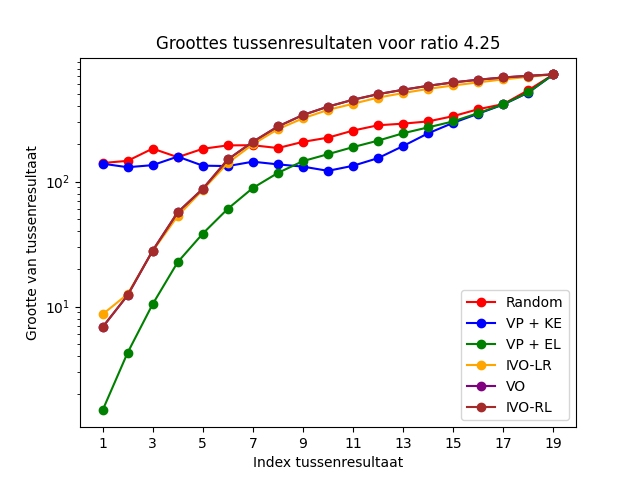 Groottes tussenresultaten voor ratio 4.25
Grootte van tussenresultaat
10²
10¹
1 3 5 7 9 11 13 15 17 19
Index tussenresultaat
Random
VP + KE
VP + EL
IVO-LR
VO
IVO-RL